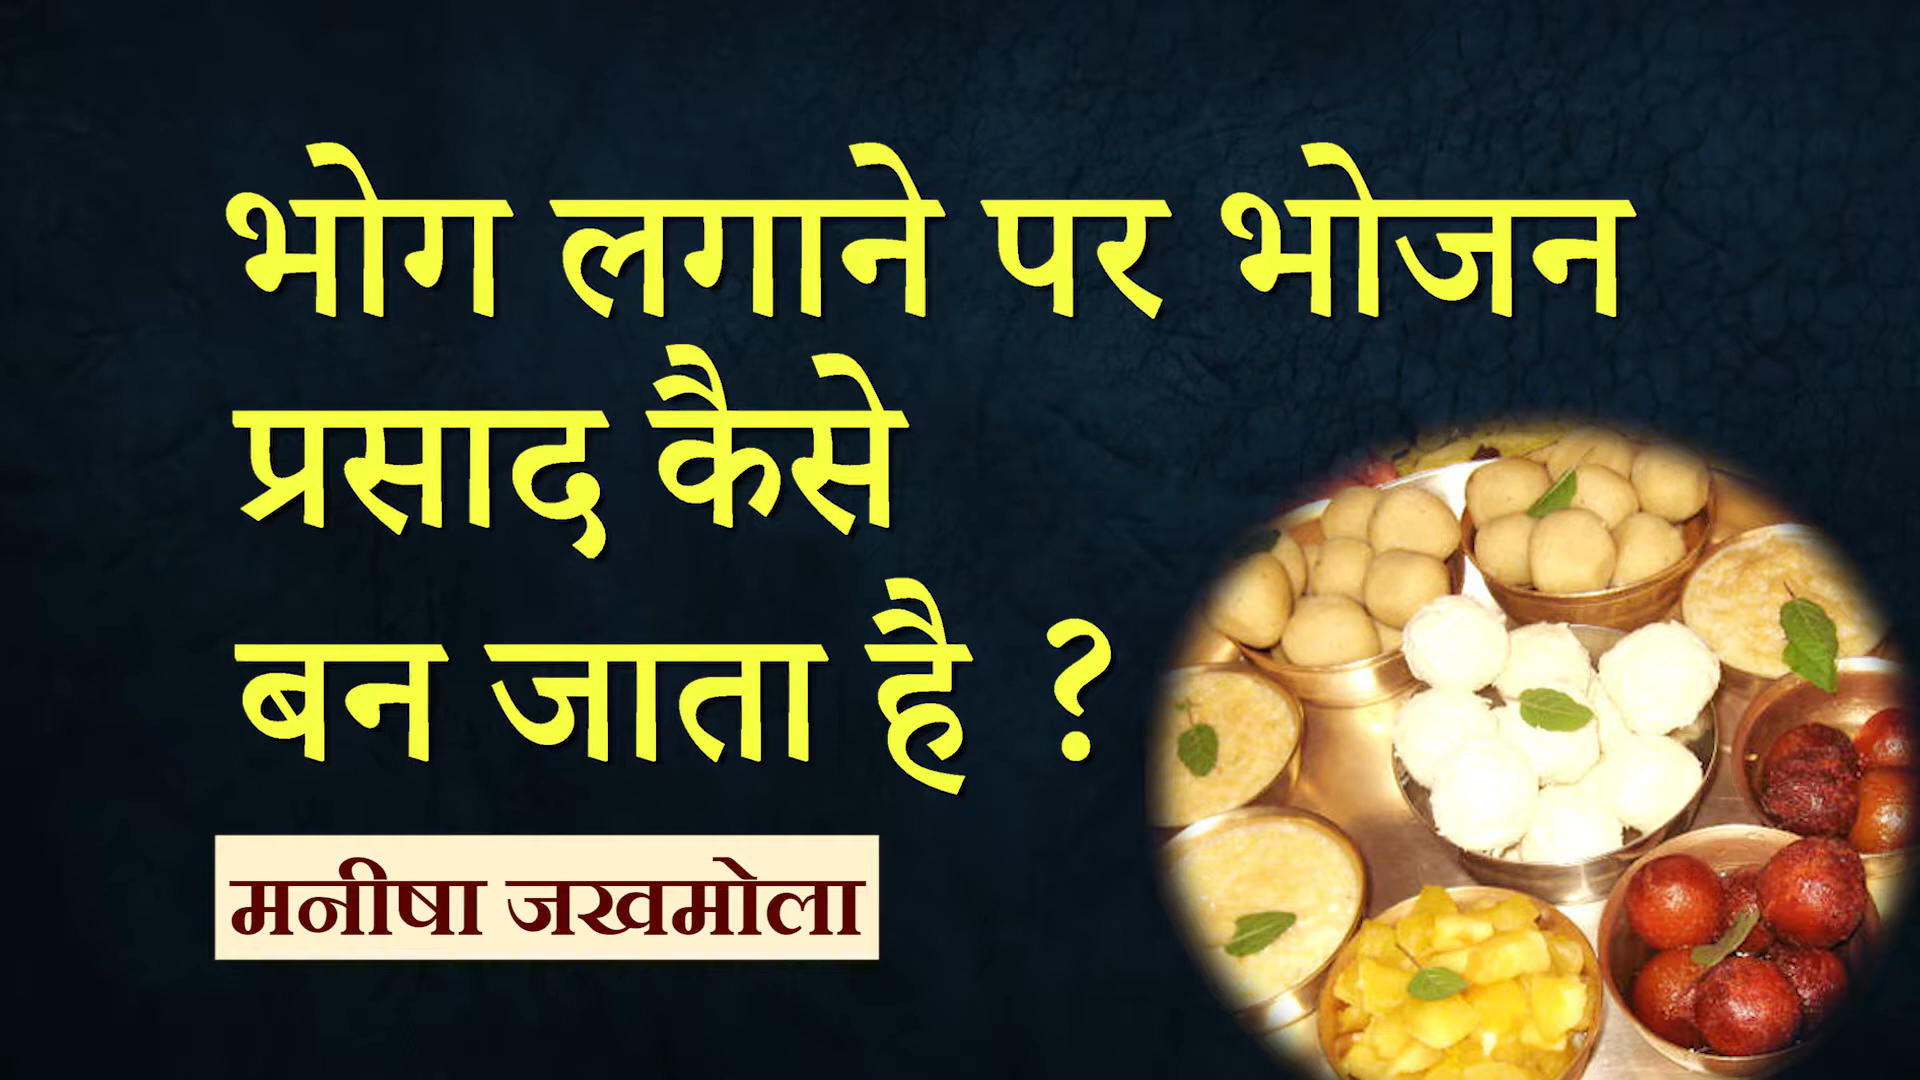 भोग लगाने पर भोजन
प्रसाद कैसे
बन जाता है ?
मनीषा जखमोला